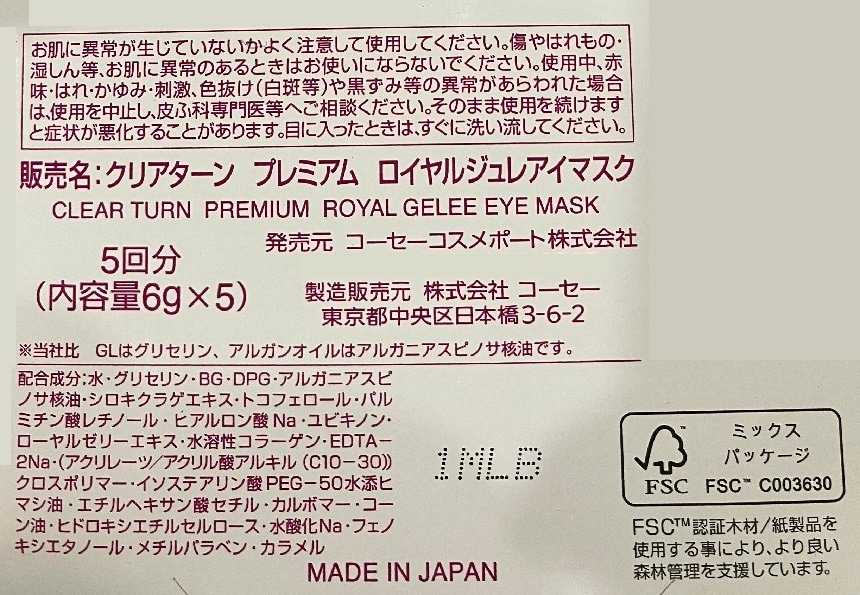 お肌に異常が生じていないかよく注意して使用してください。傷やはれもの・
湿しん等、お肌に異常のあるときはお使いにならないでください。使用中、赤
味・はれ・かゆみ・刺激、色抜け(白斑等)や黒ずみ等の異常があらわれた場合
は、使用を中止し、皮ふ科専門医等へご相談ください。そのまま使用を続けます
と症状が悪化することがあります。目に入ったときは、すぐに洗い流してください。
販売名:クリアターン プレミアム ロイヤルジュレアイマスク
CLEAR TURN PREMIUM ROYAL GELEE EYE MASK
5回分
(内容量6g×5)
発売元 コーセーコスメポート株式会社
製造販売元 株式会社 コーセー
東京都中央区日本橋3-6-2
※当社比 GLはグリセリン、アルガンオイルはアルガニアスピノサ核油です。
配合成分:水・グリセリン・BG・DPG・アルガニアスピ
ノサ核油・シロキクラゲエキス・トコフェロール・パル
ミチン酸レチノール・ヒアルロン酸Na・ユビキノン・
ローヤルゼリーエキス・水溶性コラーゲン・EDTA-
2Na・(アクリレーツ/アクリル酸アルキル(C10-30))
クロスポリマー・イソステアリン酸PEG-50水添ヒ
マシ油・エチルヘキサン酸セチル・カルボマー・コー
ン油・ヒドロキシエチルセルロース・水酸化Na・フェノ
キシエタノール・メチルパラベン・カラメル
1MLB
MADE IN JAPAN
ミックス
パッケージ
FSC FSC™ C003630
FSC™認証木材/紙製品を
使用する事により、より良い
森林管理を支援しています。